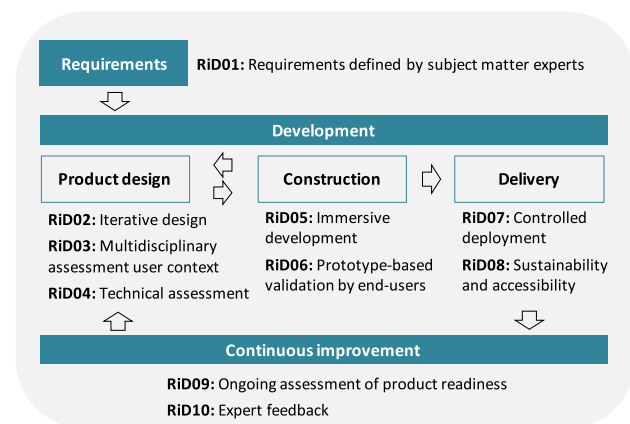 Requirements
RiD01: Requirements defined by subject matter experts
Development
Product design
RiD02: Iterative design
RiD03: Multidisciplinary
assessment user context
RiD04: Technical assessment
Construction
RiD05: Immersive
development
RiD06: Prototype-based
validation by end-users
Delivery
RiD07: Controlled
deployment
RiD08: Sustainability
and accessibility
Continuous improvement
RiD09: Ongoing assessment of product readiness
RiD10: Expert feedback